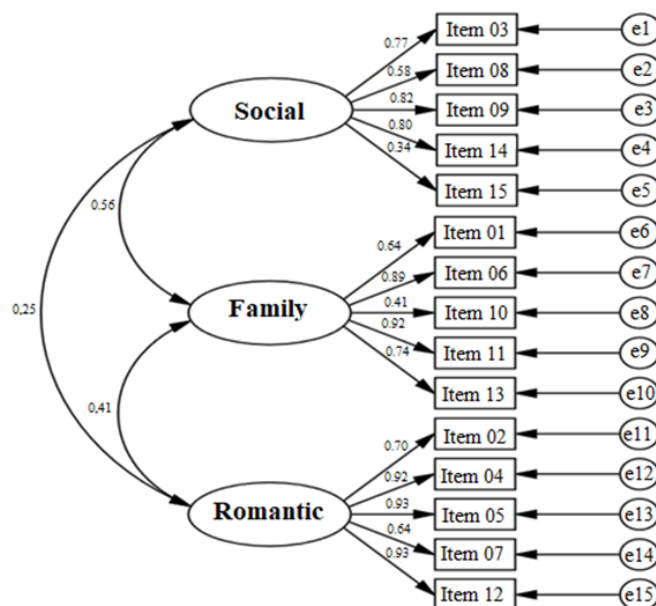 Item 03 e1
0.77
Item 08 e2
0.58
Social 0.82 Item 09 e3
0.80
Item 14 e4
0.34
Item 15 e5
0.56
Item 01 e6
0.64
Item 06 e7
0.89
Family 0.41 Item 10 e8
0,25
0.92
Item 11 e9
0.74
Item 13 e10
0,41
Item 02 e11
0.70
Item 04 e12
0.92
Romantic 0.93 Item 05 e13
0.64
Item 07 e14
0.93
Item 12 e15